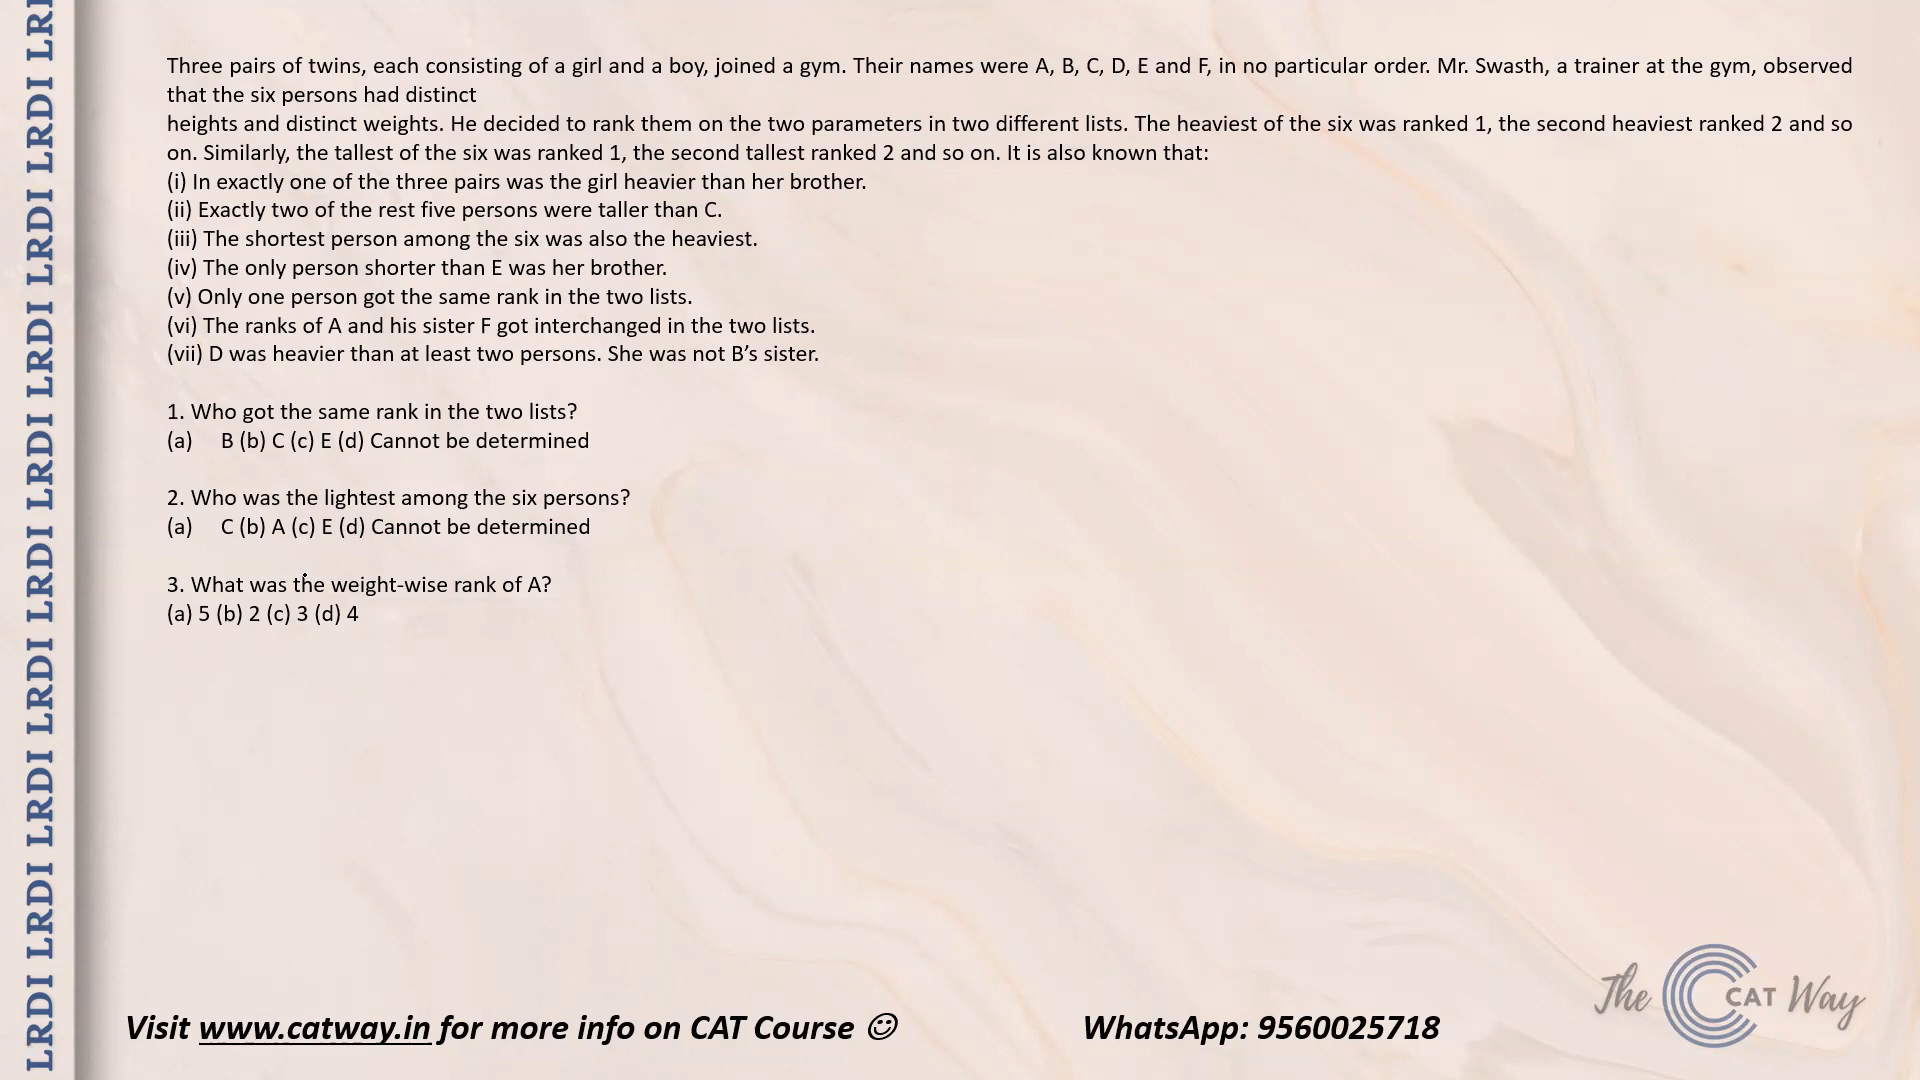 LRDI LRDI LRDI LRDI LRDI LRDI LRDI LRDI LRDI LRDI
Three pairs of twins, each consisting of a girl and a boy, joined a gym. Their names were A, B, C, D, E and F, in no particular order. Mr. Swasth, a trainer at the gym, observed
that the six persons had distinct
heights and distinct weights. He decided to rank them on the two parameters in two different lists. The heaviest of the six was ranked 1, the second heaviest ranked 2 and so
on. Similarly, the tallest of the six was ranked 1, the second tallest ranked 2 and so on. It is also known that:
(i) In exactly one of the three pairs was the girl heavier than her brother.
(ii) Exactly two of the rest five persons were taller than C.
(iii) The shortest person among the six was also the heaviest.
(iv) The only person shorter than E was her brother.
(v) Only one person got the same rank in the two lists.
(vi) The ranks of A and his sister F got interchanged in the two lists.
(vii) D was heavier than at least two persons. She was not B’s sister.
1. Who got the same rank in the two lists?
(a) B (b) C (c) E (d) Cannot be determined
2. Who was the lightest among the six persons?
(a) C (b) A (c) E (d) Cannot be determined
3. What was the weight-wise rank of A?
(a) 5 (b) 2 (c) 3 (d) 4
The CAT Way
Visit www.catway.in for more info on CAT Course ☺
WhatsApp: 9560025718